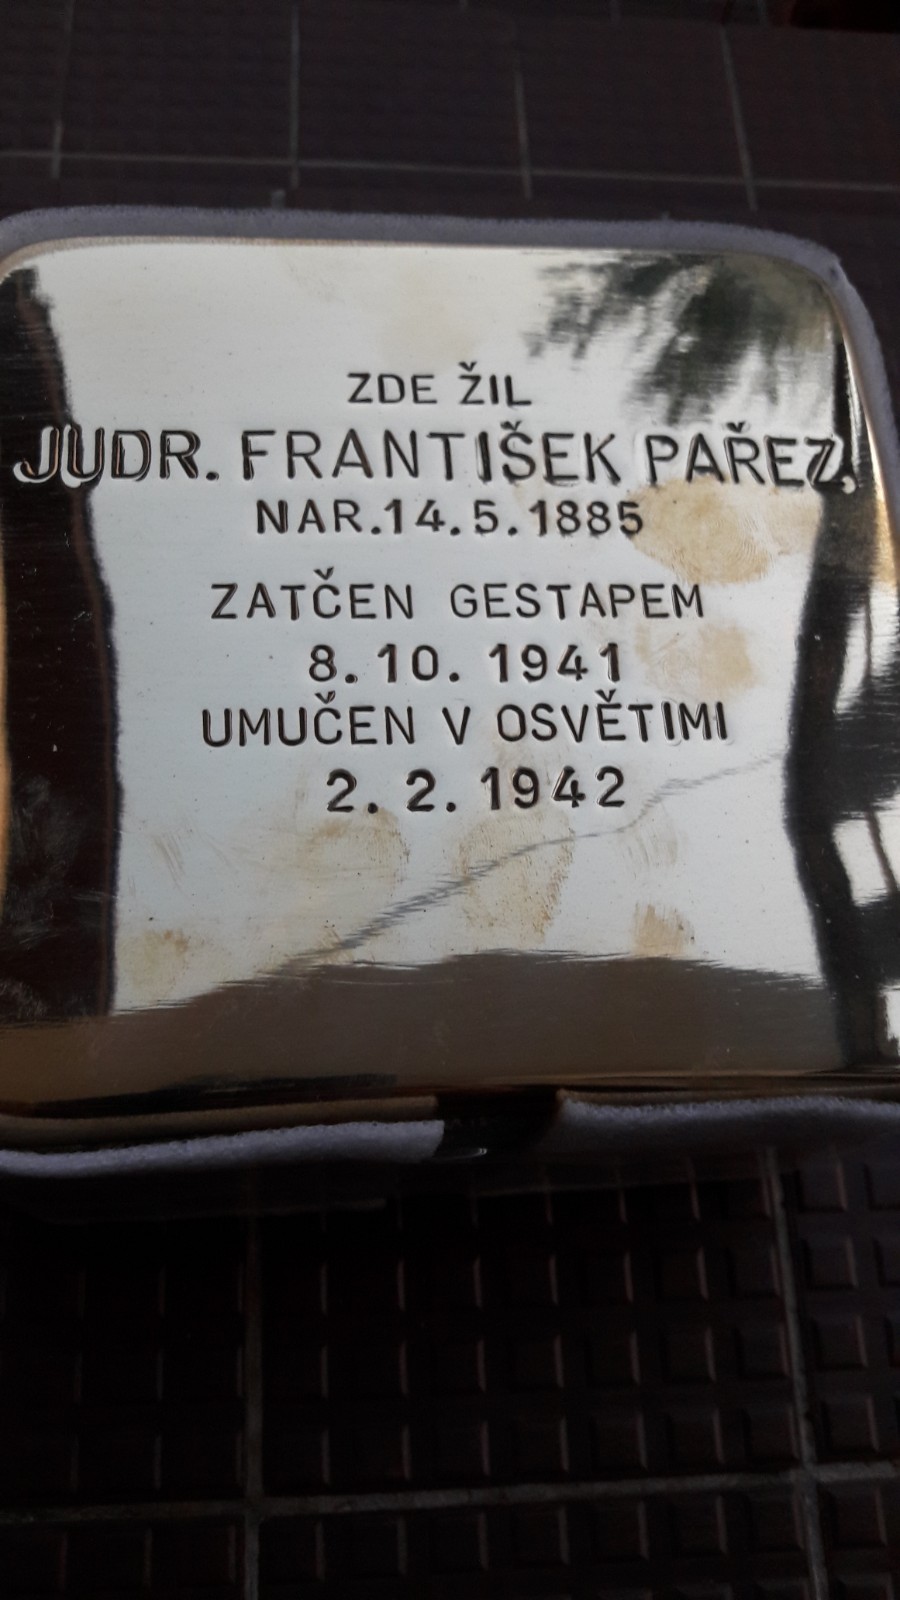 ZDE ŽIL
JUDR. FRANTIŠEK PAŘEZ,
NAR.14.5.1885
ZATČEN GESTAPEM
8.10.1941
UMUČEN V OSVĚTIMI
2.2.1942